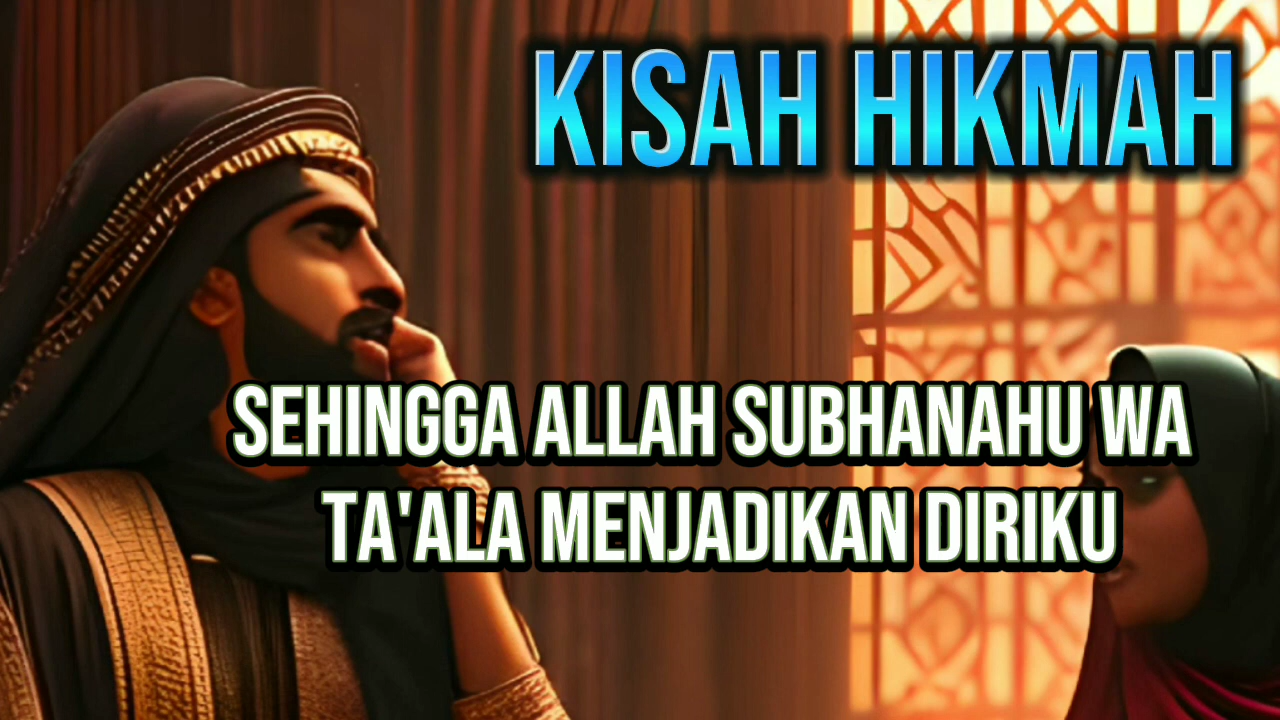 KISAH HIKMAH
SEHINGGA ALLAH SUBHANAHU WA
TA'ALA MENJADIKAN DIRIKU